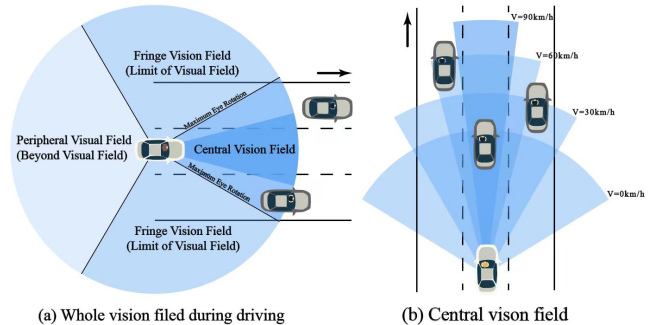 Fringe Vision Field
(Limit of Visual Field)
Maximum Eye Rotation
Peripheral Visual Field
(Beyond Visual Field)
Central Vision Field
Maximum Eye Rotation
Fringe Vision Field
(Limit of Visual Field)
(a) Whole vision filed during driving
V=90km/h
V=60km/h
V=30km/h
V=0km/h
(b) Central vison field